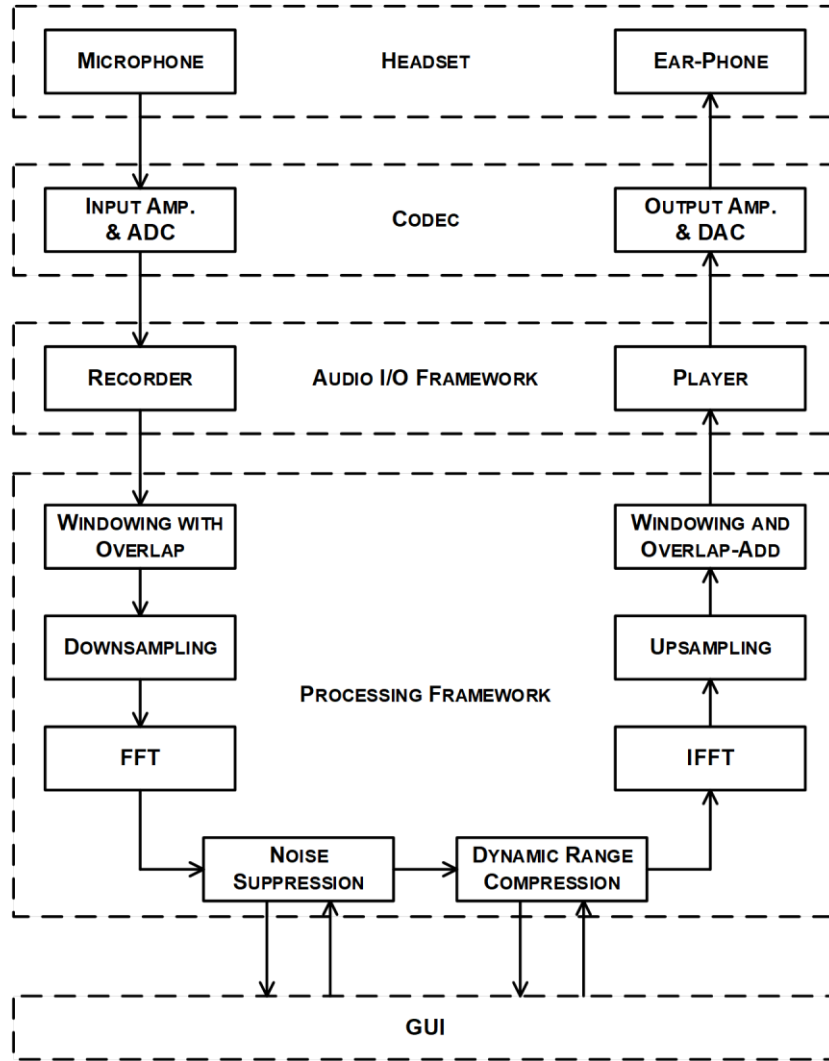 MICROPHONE
HEADSET
EAR-PHONE
INPUT AMP.
& ADC
CODEC
OUTPUT AMP.
& DAC
RECORDER
AUDIO I/O FRAMEWORK
PLAYER
WINDOWING WITH
OVERLAP
WINDOWING AND
OVERLAP-ADD
DOWNSAMPLING
UPSAMPLING
PROCESSING FRAMEWORK
FFT
IFFT
NOISE
SUPPRESSION
DYNAMIC RANGE
COMPRESSION
GUI